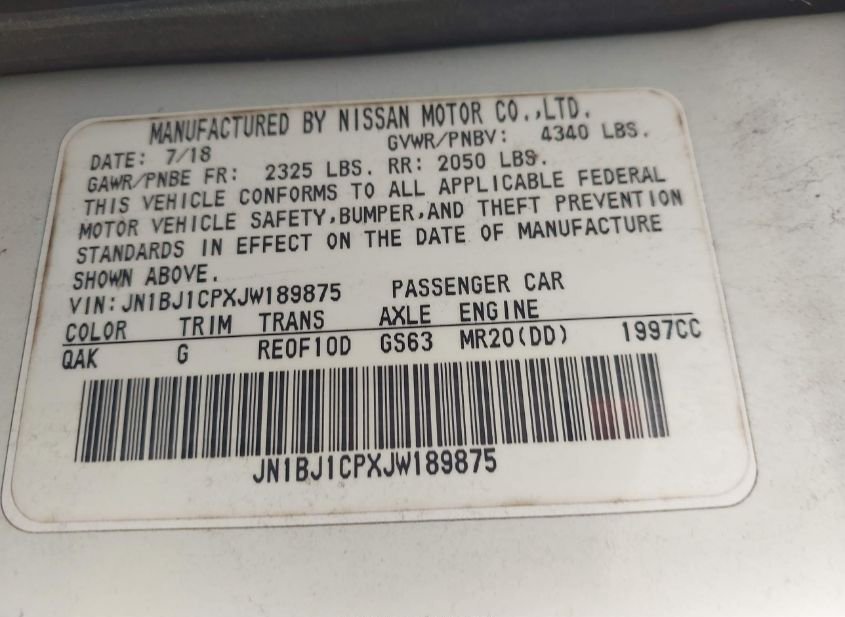 MANUFACTURED BY NISSAN MOTOR CO.,LTD.
DATE: 7/18 GVWR/PNBV: 4340 LBS.
GAWR/PNBE FR: 2325 LBS. RR: 2050 LBS.
THIS VEHICLE CONFORMS TO ALL APPLICABLE FEDERAL
MOTOR VEHICLE SAFETY,BUMPER,AND THEFT PREVENTION
STANDARDS IN EFFECT ON THE DATE OF MANUFACTURE
SHOWN ABOVE.
VIN: JN1BJ1CPXJW189875 PASSENGER CAR
COLOR TRIM TRANS AXLE ENGINE
QAK G RE0F10D GS63 MR20(DD) 1997CC
JN1BJ1CPXJW189875